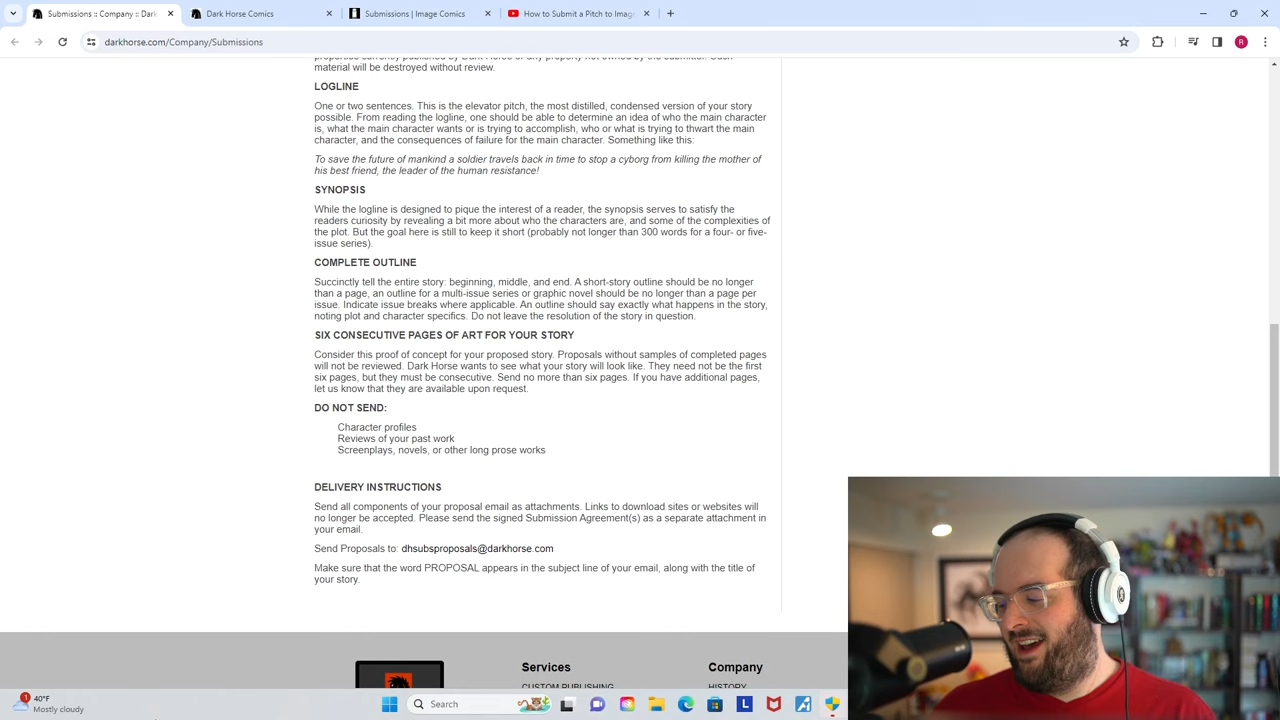 Submissions :: Company :: Dark
Dark Horse Comics
Submissions | Image Comics
How to Submit a Pitch to Imag
darkhorse.com/Company/Submissions
R
material will be destroyed without review.
LOGLINE
One or two sentences. This is the elevator pitch, the most distilled, condensed version of your story
possible. From reading the logline, one should be able to determine an idea of who the main character
is, what the main character wants or is trying to accomplish, who or what is trying to thwart the main
character, and the consequences of failure for the main character. Something like this:
To save the future of mankind a soldier travels back in time to stop a cyborg from killing the mother of
his best friend, the leader of the human resistance!
SYNOPSIS
While the logline is designed to pique the interest of a reader, the synopsis serves to satisfy the
readers curiosity by revealing a bit more about who the characters are, and some of the complexities of
the plot. But the goal here is still to keep it short (probably not longer than 300 words for a four- or five-
issue series).
COMPLETE OUTLINE
Succinctly tell the entire story: beginning, middle, and end. A short-story outline should be no longer
than a page, an outline for a multi-issue series or graphic novel should be no longer than a page per
issue. Indicate issue breaks where applicable. An outline should say exactly what happens in the story,
noting plot and character specifics. Do not leave the resolution of the story in question.
SIX CONSECUTIVE PAGES OF ART FOR YOUR STORY
Consider this proof of concept for your proposed story. Proposals without samples of completed pages
will not be reviewed. Dark Horse wants to see what your story will look like. They need not be the first
six pages, but they must be consecutive. Send no more than six pages. If you have additional pages,
let us know that they are available upon request.
DO NOT SEND:
Character profiles
Reviews of your past work
Screenplays, novels, or other long prose works
DELIVERY INSTRUCTIONS
Send all components of your proposal email as attachments. Links to download sites or websites will
no longer be accepted. Please send the signed Submission Agreement(s) as a separate attachment in
your email.
Send Proposals to: dhsubsproposals@darkhorse.com
Make sure that the word PROPOSAL appears in the subject line of your email, along with the title of
your story.
Services
Company
CUSTOM PUBLISHING
HISTORY
1
40°F
Mostly cloudy
Search
L